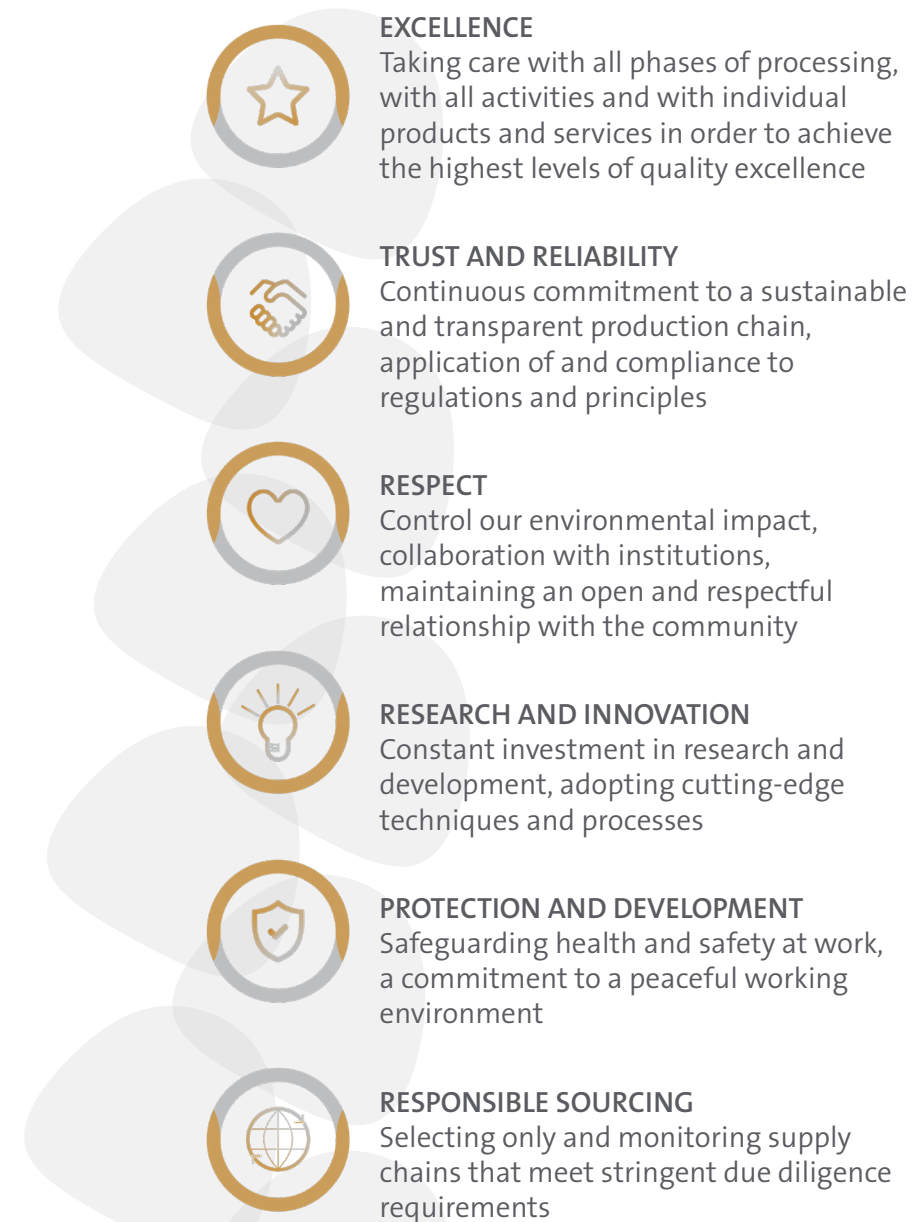 EXCELLENCE
Taking care with all phases of processing,
with all activities and with individual
products and services in order to achieve
the highest levels of quality excellence
TRUST AND RELIABILITY
Continuous commitment to a sustainable
and transparent production chain,
application of and compliance to
regulations and principles
RESPECT
Control our environmental impact,
collaboration with institutions,
maintaining an open and respectful
relationship with the community
RESEARCH AND INNOVATION
Constant investment in research and
development, adopting cutting-edge
techniques and processes
PROTECTION AND DEVELOPMENT
Safeguarding health and safety at work,
a commitment to a peaceful working
environment
RESPONSIBLE SOURCING
Selecting only and monitoring supply
chains that meet stringent due diligence
requirements